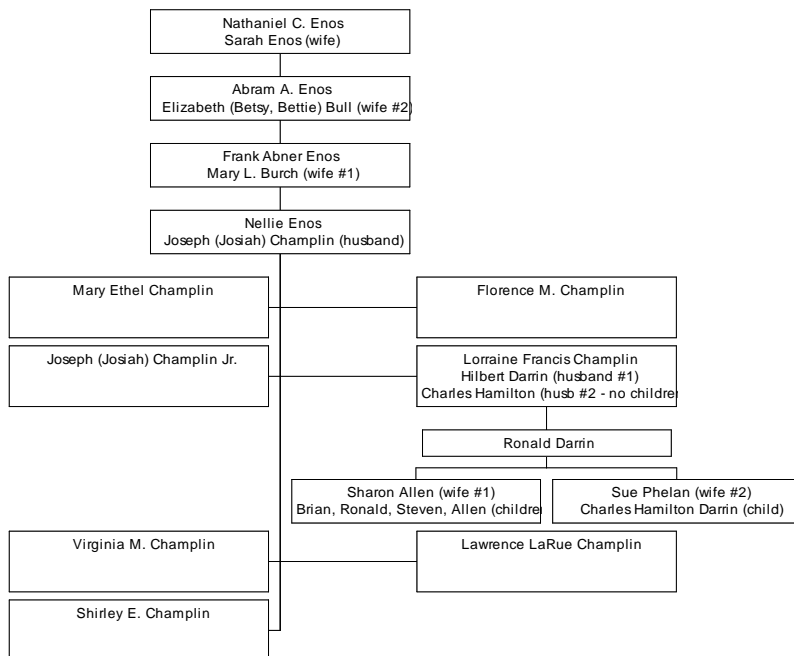 Nathaniel C. Enos
Sarah Enos (wife)
Abram A. Enos
Elizabeth (Betsy, Bettie) Bull (wife #2)
Frank Abner Enos
Mary L. Burch (wife #1)
Nellie Enos
Joseph (Josiah) Champlin (husband)
Mary Ethel Champlin
Florence M. Champlin
Joseph (Josiah) Champlin Jr.
Lorraine Francis Champlin
Hilbert Darrin (husband #1)
Charles Hamilton (husb #2 - no childre
Ronald Darrin
Sharon Allen (wife #1)
Brian, Ronald, Steven, Allen (childre
Sue Phelan (wife #2)
Charles Hamilton Darrin (child)
Virginia M. Champlin
Lawrence LaRue Champlin
Shirley E. Champlin